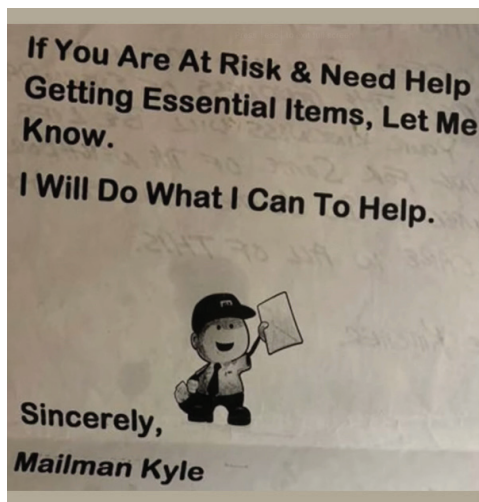 If You Are At Risk & Need Help
Getting Essential Items, Let Me
Know.
I Will Do What I Can To Help.
Sincerely,
Mailman Kyle